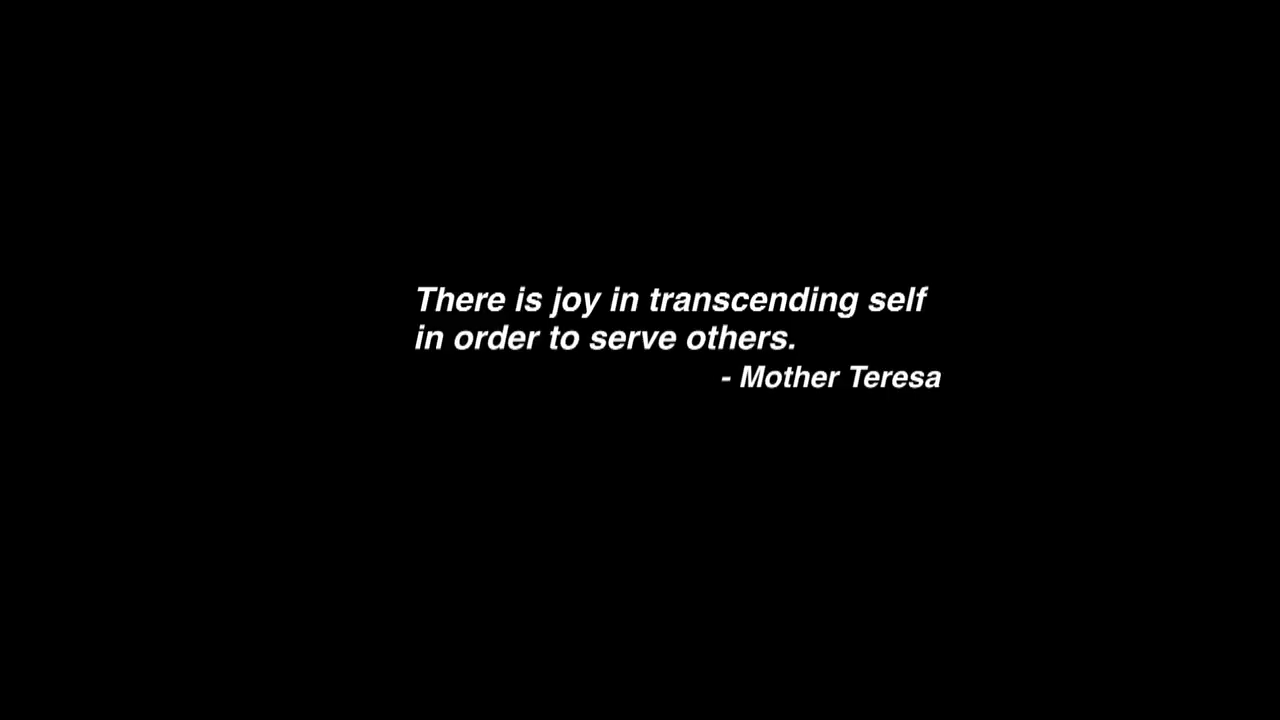 There is joy in transcending self
in order to serve others.
- Mother Teresa